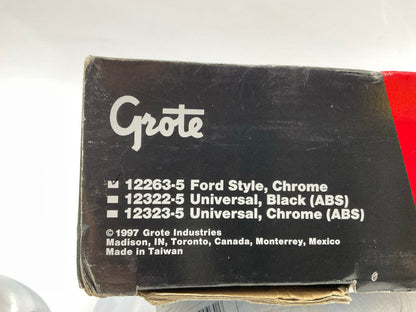 Grote
12263-5 Ford Style, Chrome
12322-5 Universal, Black (ABS)
12323-5 Universal, Chrome (ABS)
© 1997 Grote Industries
Madison, IN, Toronto, Canada, Monterrey, Mexico
Made in Taiwan